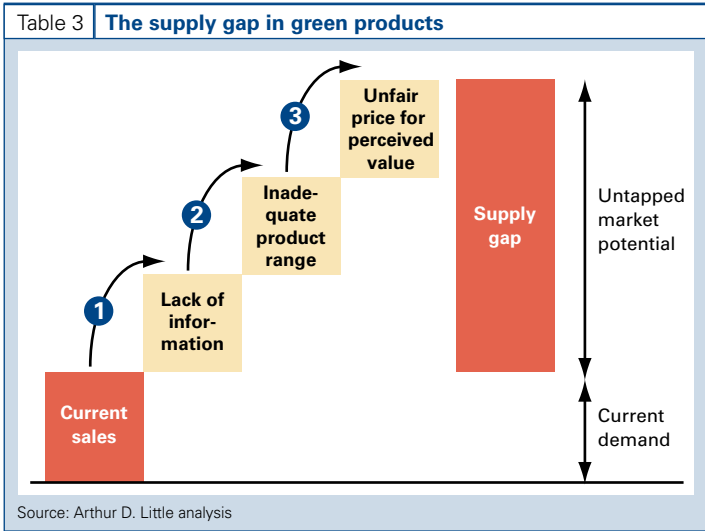 Table 3 The supply gap in green products
3
Unfair
price for
perceived
value
2
Inade-
quate
product
range
1
Lack of
infor-
mation
Current
sales
Supply
gap
Untapped
market
potential
Current
demand
Source: Arthur D. Little analysis